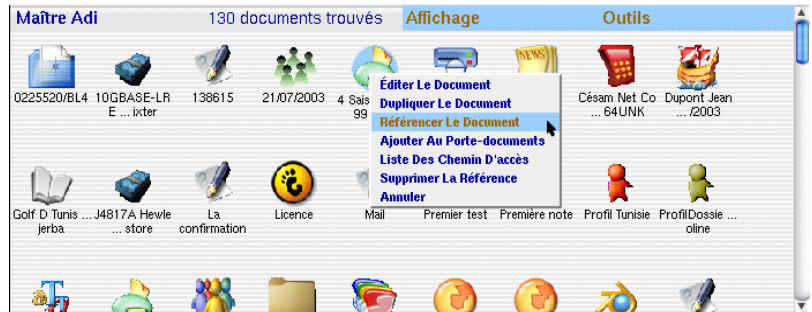 Maître Adi 130 documents trouvés Affichage Outils
0225520/BL4 10GBASE-LR 138615 21/07/2003 4 Sais Césam Net Co Dupont Jean
E ... ixter 99 ... 64UNK ... /2003
NEWS
Éditer Le Document
Dupliquer Le Document
Référencer Le Document
Ajouter Au Porte-documents
Liste Des Chemin D'accès
Supprimer La Référence
Annuler
Golf D Tunis ... J4817A Hewle La Licence Mail Premier test Première note Profil Tunisie ProfilDossie ...
jerba ... store confirmation oline